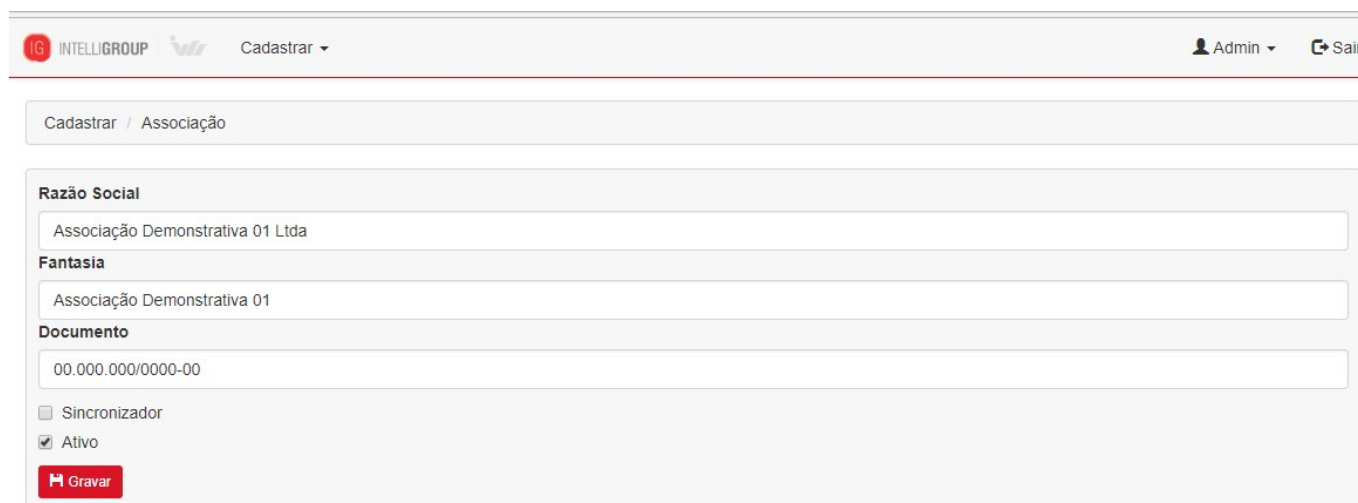 IG INTELLIGROUP Cadastrar Admin Sair
Cadastrar / Associação
Razão Social
Associação Demonstrativa 01 Ltda
Fantasia
Associação Demonstrativa 01
Documento
00.000.000/0000-00
Sincronizador
Ativo
Gravar